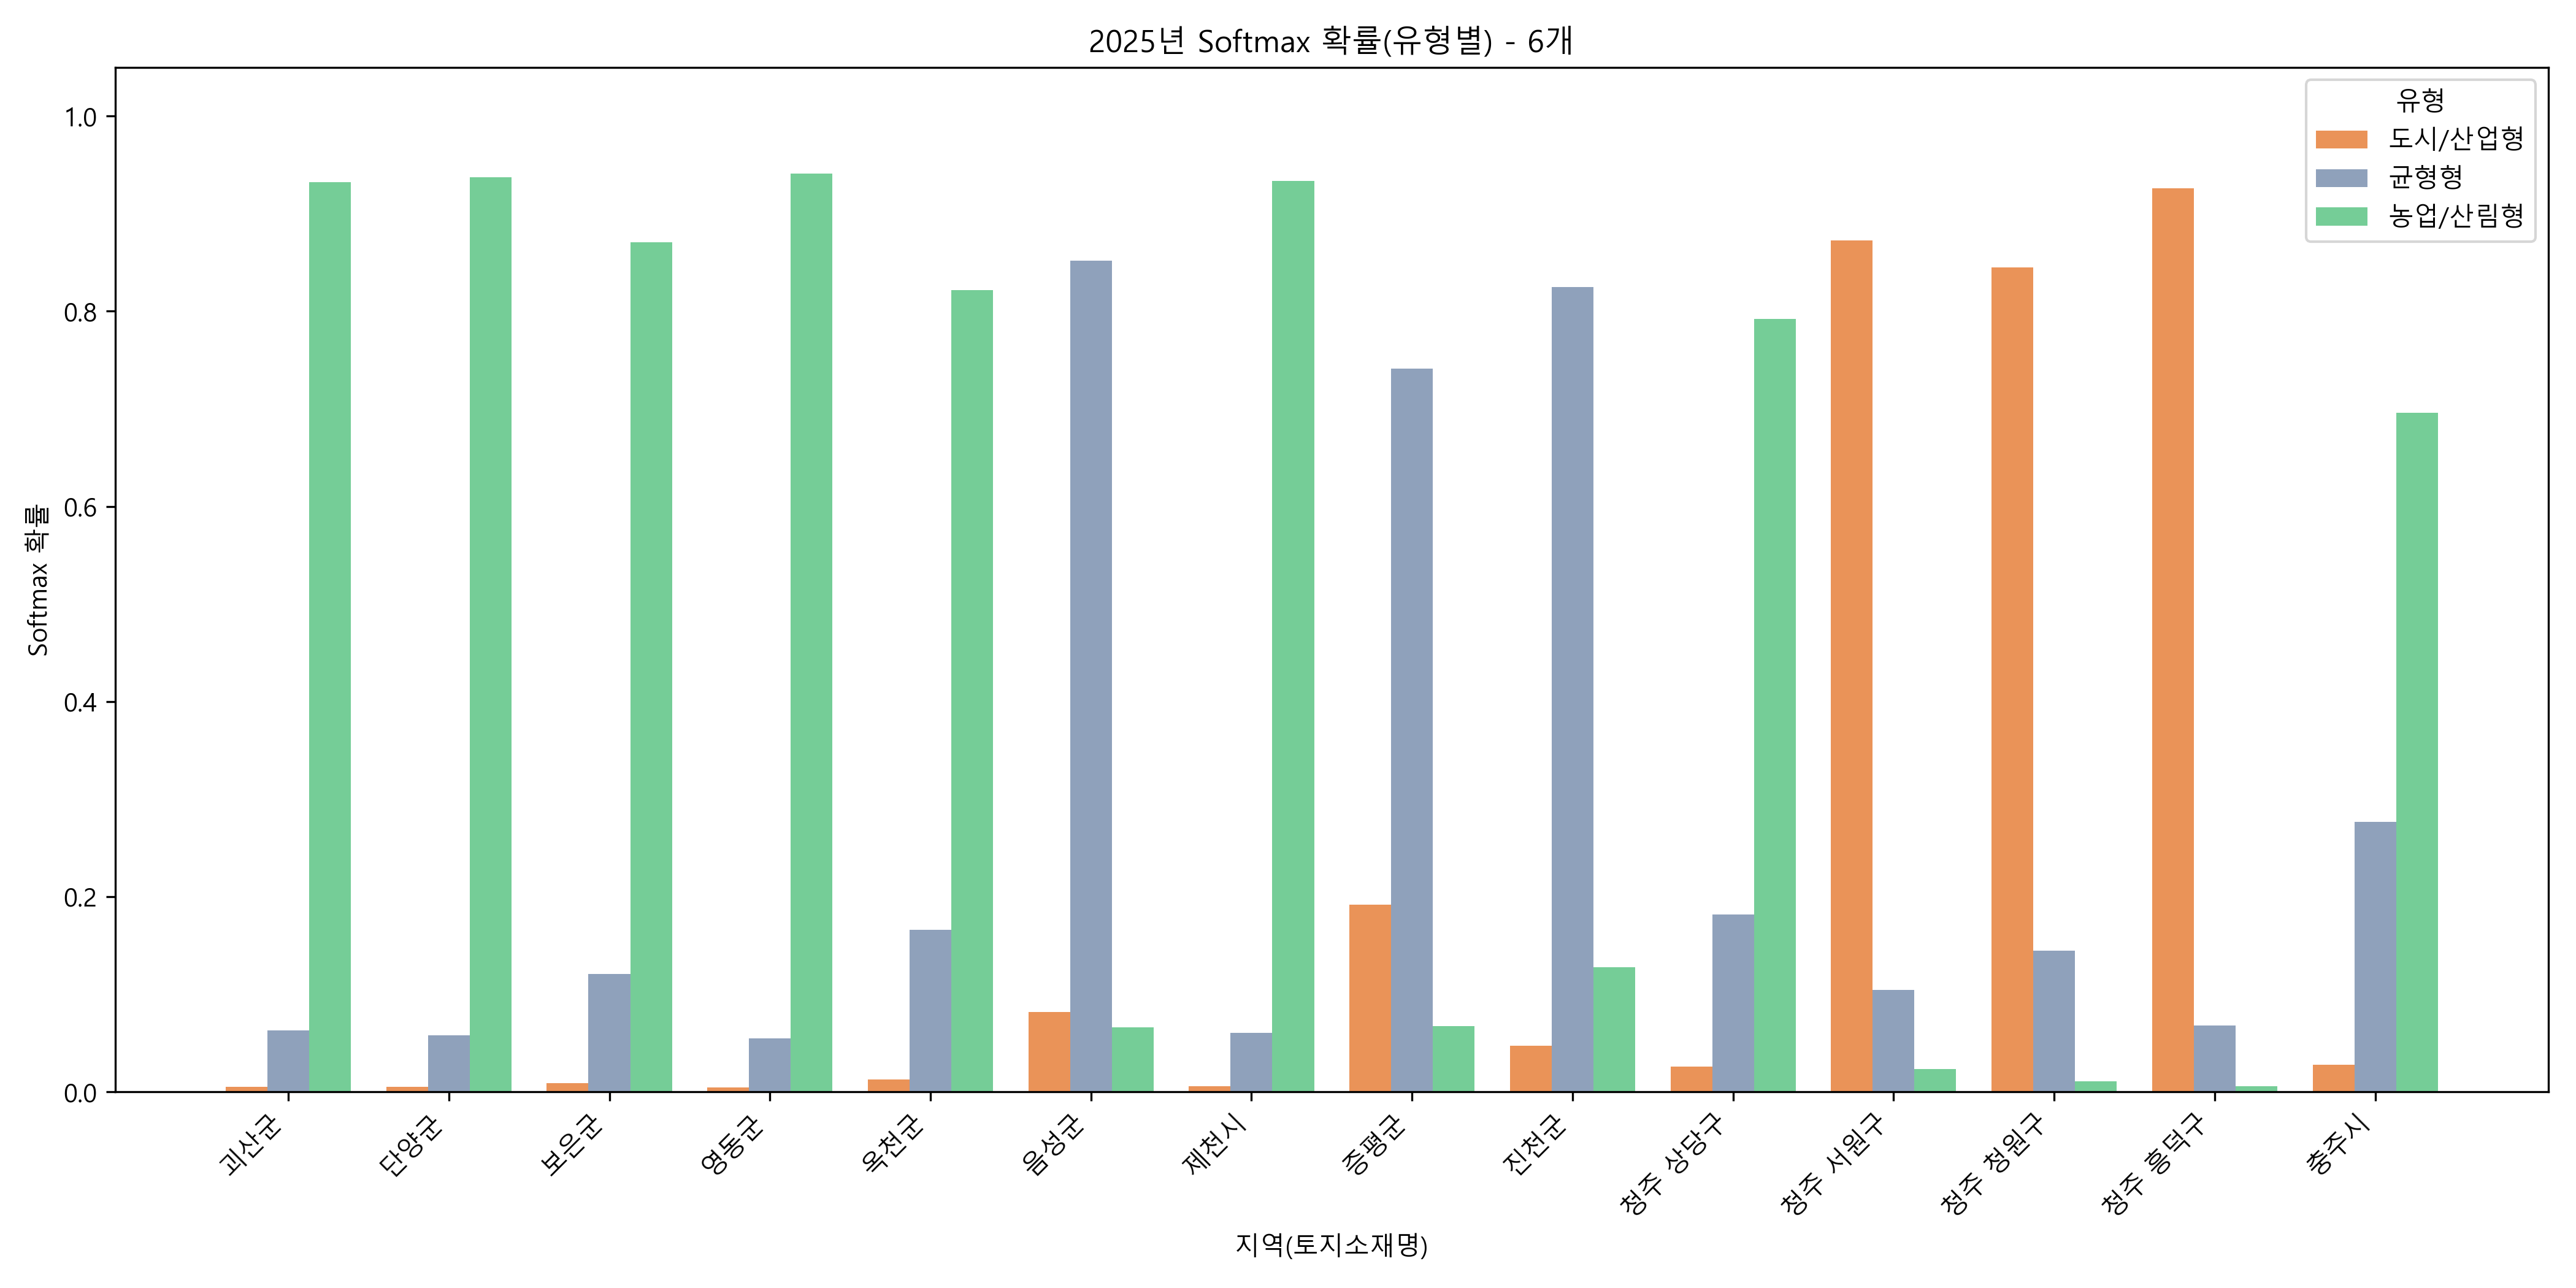 2025년 Softmax 확률(유형별) - 6개
유형
도시/산업형
균형형
농업/산림형
Softmax 확률
1.0
0.8
0.6
0.4
0.2
0.0
괴산군
단양군
보은군
영동군
옥천군
음성군
제천시
증평군
진천군
청주 상당구
청주 서원구
청주 청원구
청주 흥덕구
충주시
지역(토지소재명)